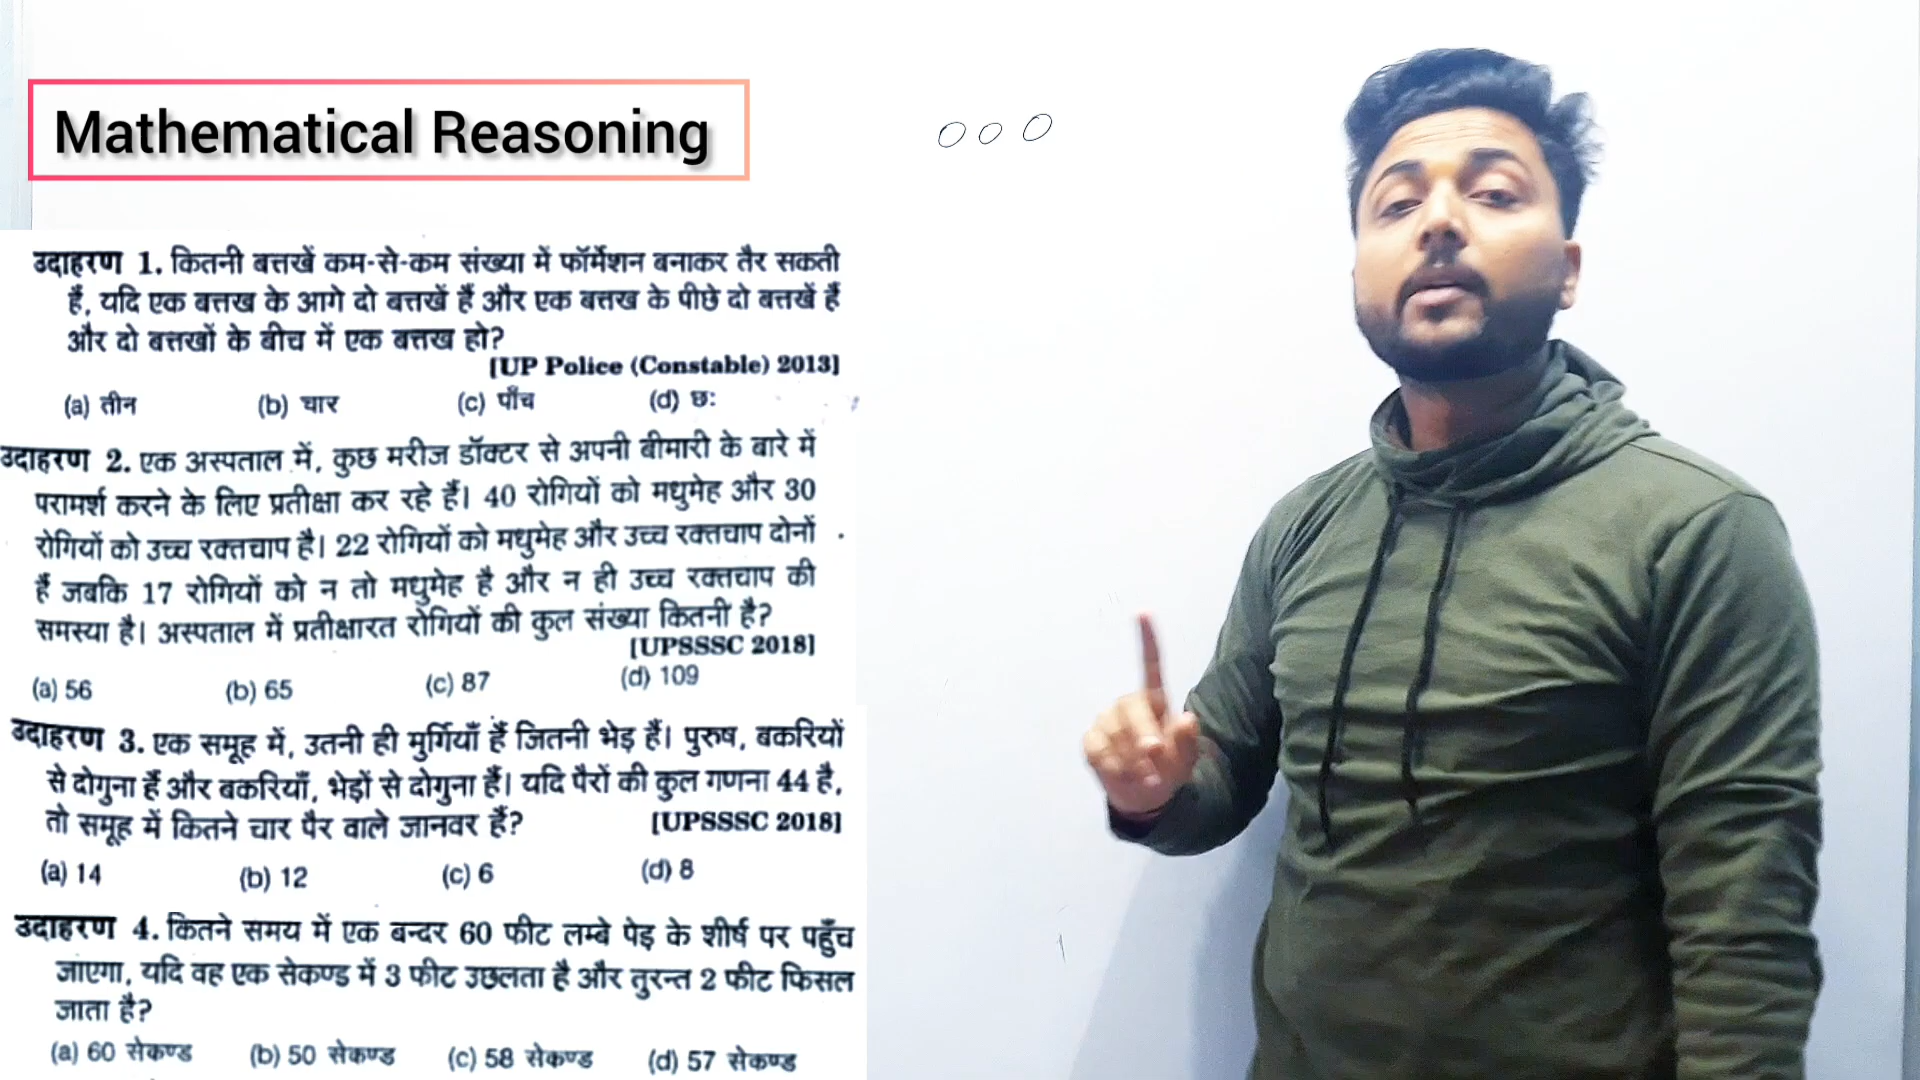 Mathematical Reasoning
उदाहरण 1. कितनी बत्तखें कम-से-कम संख्या में फॉर्मेशन बनाकर तैर सकती
हैं, यदि एक बत्तख के आगे दो बत्तखें हैं और एक बत्तख के पीछे दो बत्तखें हैं
और दो बत्तखों के बीच में एक बत्तख हो?
[UP Police (Constable) 2013]
(a) तीन (b) चार (c) पाँच (d) छः
उदाहरण 2. एक अस्पताल में, कुछ मरीज डॉक्टर से अपनी बीमारी के बारे में
परामर्श करने के लिए प्रतीक्षा कर रहे हैं। 40 रोगियों को मधुमेह और 30
रोगियों को उच्च रक्तचाप है। 22 रोगियों को मधुमेह और उच्च रक्तचाप दोनों
हैं जबकि 17 रोगियों को न तो मधुमेह है और न ही उच्च रक्तचाप की
समस्या है। अस्पताल में प्रतीक्षारत रोगियों की कुल संख्या कितनी है?
[UPSSSC 2018]
(a) 56 (b) 65 (c) 87 (d) 109
उदाहरण 3. एक समूह में, उतनी ही मुर्गियाँ हैं जितनी भेड़ हैं। पुरुष, बकरियों
से दोगुना हैं और बकरियाँ, भेड़ों से दोगुना हैं। यदि पैरों की कुल गणना 44 है,
तो समूह में कितने चार पैर वाले जानवर हैं? [UPSSSC 2018]
(a) 14 (b) 12 (c) 6 (d) 8
उदाहरण 4. कितने समय में एक बन्दर 60 फीट लम्बे पेड़ के शीर्ष पर पहुँच
जाएगा, यदि वह एक सेकण्ड में 3 फीट उछलता है और तुरन्त 2 फीट फिसल
जाता है?
(a) 60 सेकण्ड (b) 50 सेकण्ड (c) 58 सेकण्ड (d) 57 सेकण्ड